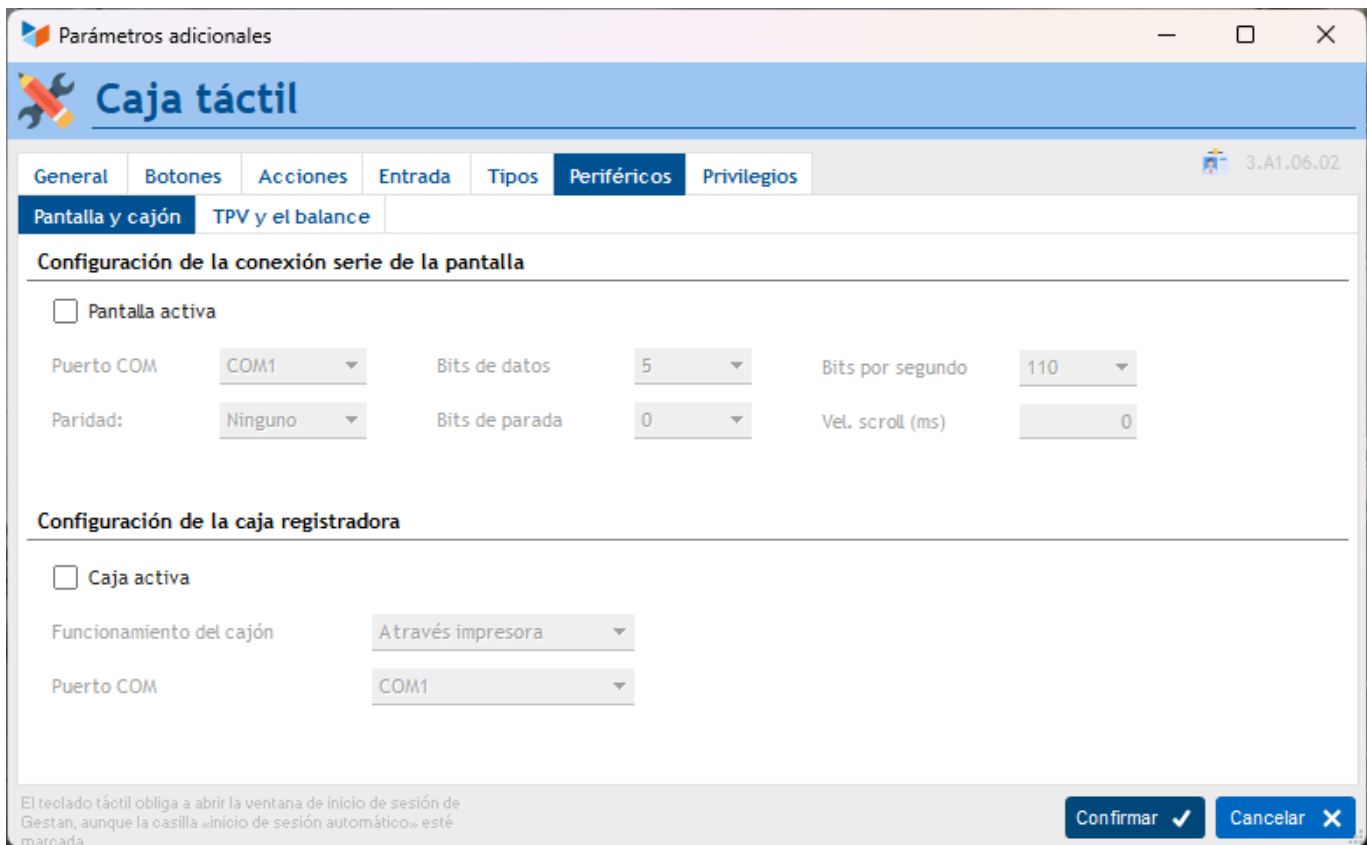 Parámetros adicionales
Caja táctil
General Botones Acciones Entrada Tipos Periféricos Privilegios
3.A1.06.02
Pantalla y cajón TPV y el balance
Configuración de la conexión serie de la pantalla
Pantalla activa
Puerto COM COM1 Bits de datos 5 Bits por segundo 110
Paridad: Ninguno Bits de parada 0 Vel. scroll (ms) 0
Configuración de la caja registradora
Caja activa
Funcionamiento del cajón Através impresora
Puerto COM COM1
El teclado táctil obliga a abrir la ventana de inicio de sesión de
Gestan, aunque la casilla «inicio de sesión automático» esté
marcada
Confirmar Cancelar